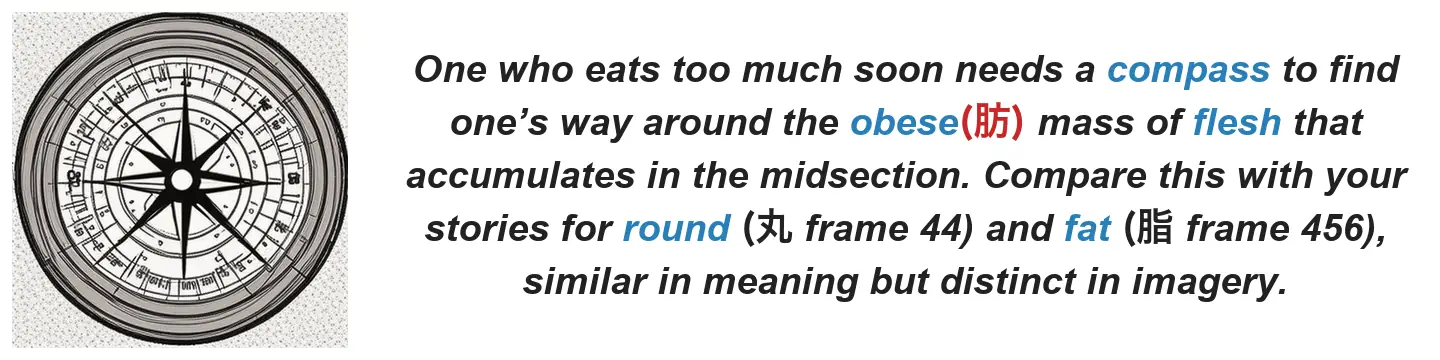 One who eats too much soon needs a compass to find
one’s way around the obese(肪) mass of flesh that
accumulates in the midsection. Compare this with your
stories for round (丸 frame 44) and fat (脂 frame 456),
similar in meaning but distinct in imagery.